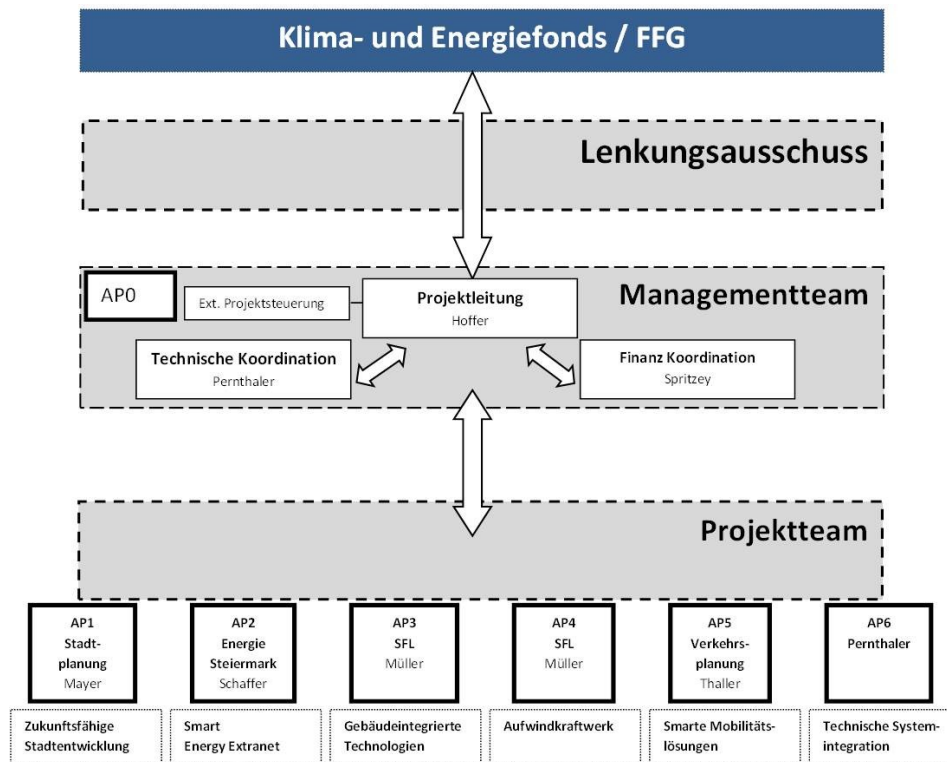 Klima- und Energiefonds / FFG
Lenkungsausschuss
AP0
Ext. Projektsteuerung
Projektleitung
Hoffer
Managementteam
Technische Koordination
Pernthaler
Finanz Koordination
Spritzey
Projektteam
AP1
Stadt-
planung
Mayer
AP2
Energie
Steiermark
Schaffer
AP3
SFL
Müller
AP4
SFL
Müller
AP5
Verkehrs-
planung
Thaller
AP6
Pernthaler
Zukunftsfähige
Stadtentwicklung
Smart
Energy Extranet
Gebäudeintegrierte
Technologien
Aufwindkraftwerk
Smarte Mobilitäts-
lösungen
Technische System-
integration